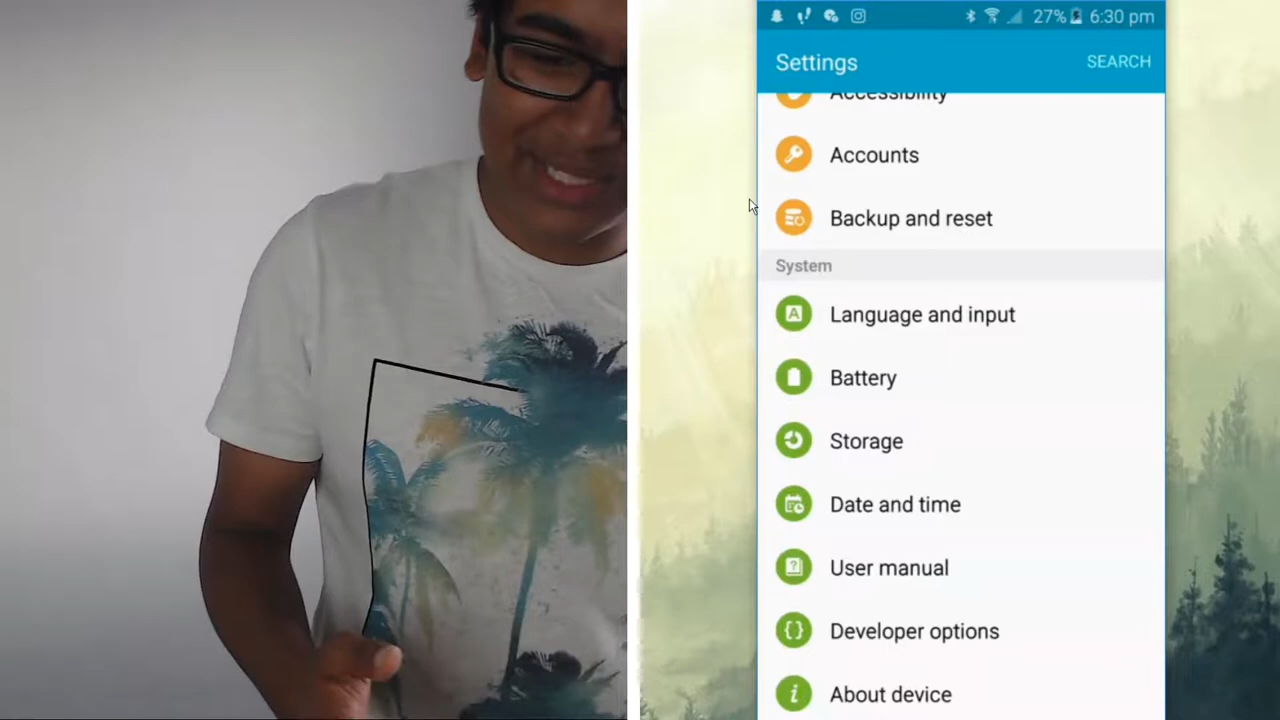 27% 6:30 pm
Settings SEARCH
Accessibility
Accounts
Backup and reset
System
Language and input
Battery
Storage
Date and time
User manual
Developer options
About device